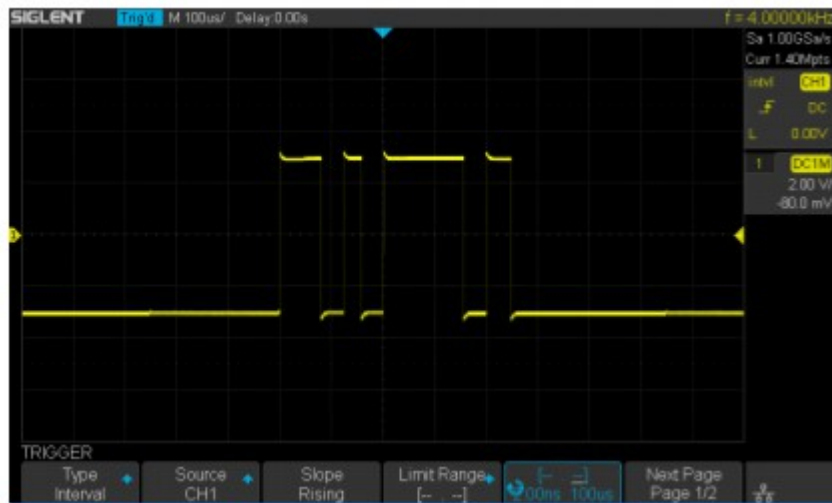 SIGLENT Trig'd M 100us/ Delay:0.00s f = 4.00000kHz
Sa 1.00GSa/s
Curr 1.40Mpts
intvl CH1
DC
L 0.00V
1 DC1M
2.00 V/
-80.0 mV
TRIGGER
Type Source Slope Limit Range [-- . --] Next Page
Interval CH1 Rising [-- . --] 100us Page 1/2